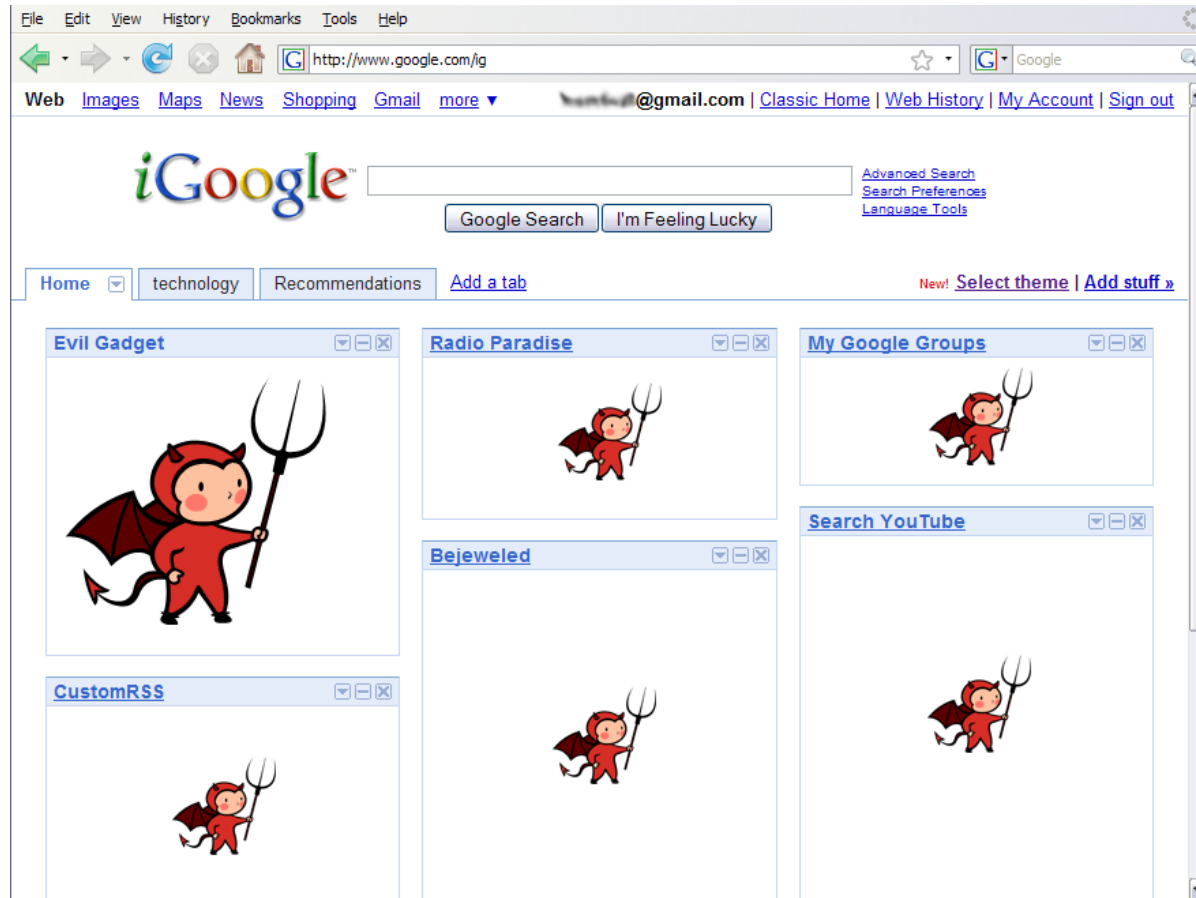 File Edit View History Bookmarks Tools Help
http://www.google.com/ig
G Google
Web Images Maps News Shopping Gmail more ▼ @gmail.com | Classic Home | Web History | My Account | Sign out
iGoogle™
Advanced Search
Search Preferences
Language Tools
Google Search I'm Feeling Lucky
Home technology Recommendations Add a tab New! Select theme | Add stuff »
Evil Gadget Radio Paradise My Google Groups
Search YouTube
Bejeweled
CustomRSS